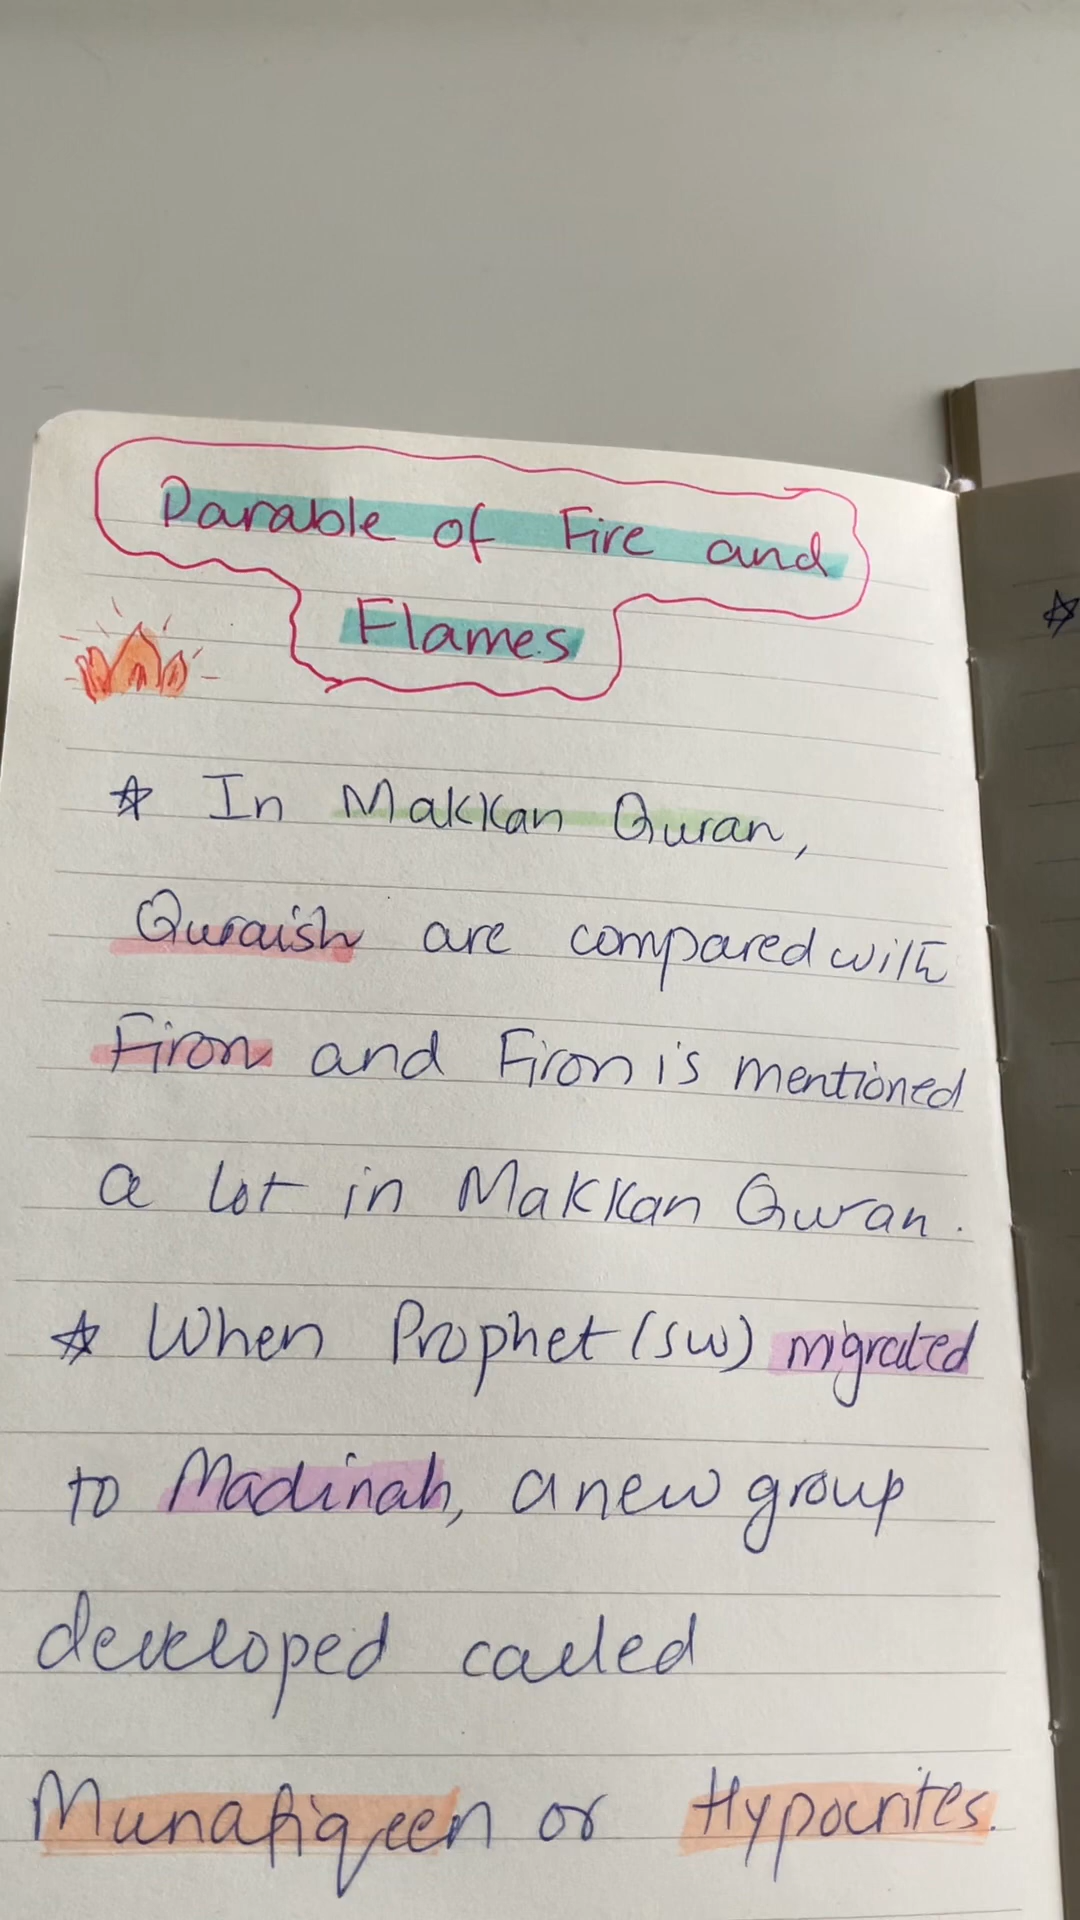 Parable of Fire and
Flames
☆ In Makkan Quran,
Quraish are compared with
Firon and Firon is mentioned
a lot in Makkan Quran.
☆ When Prophet (sw) migrated
to Madinah, a new group
developed called
Munafiqeen or Hypocrites.
☆